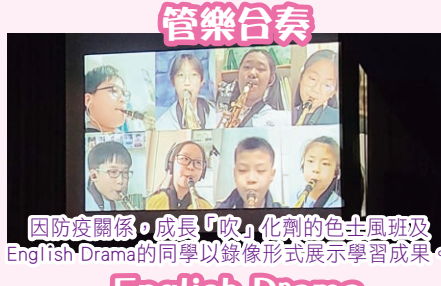 管樂合奏
因防疫關係，成長「吹」化劑的色士風班及
English Drama的同學以錄像形式展示學習成果。
English Drama